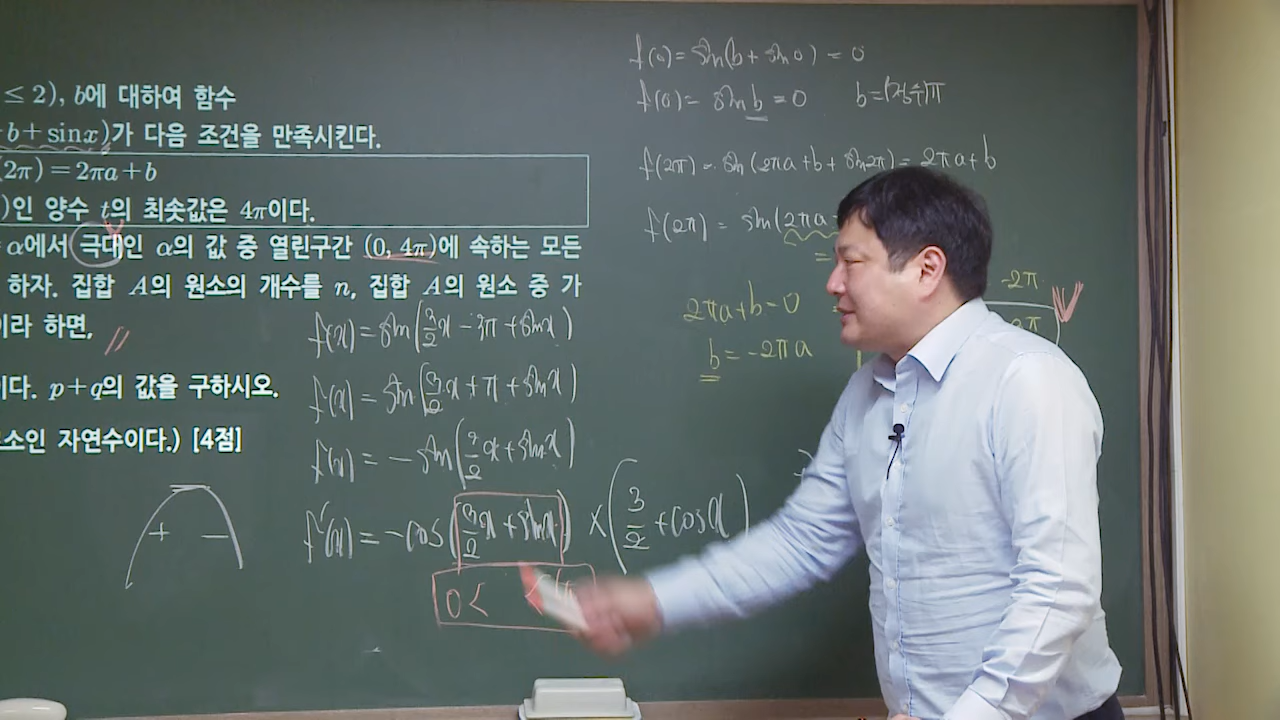 ≤2), b에 대하여 함수
b+sinx)가 다음 조건을 만족시킨다.
(2π)=2πa+b
)인 양수 t의 최솟값은 4π이다.
α에서 극대인 α의 값 중 열린구간 (0, 4π)에 속하는 모든
하자. 집합 A의 원소의 개수를 n, 집합 A의 원소 중 가
이라 하면,
이다. p+q의 값을 구하시오.
소인 자연수이다.) [4점]
f(x)=sin(3/2x-3π+sinx)
f(x)=sin(3/2x+π+sinx)
f(x)=-sin(3/2x+sinx)
f'(x)=-cos(3/2x+sinx)×(3/2+cosx)
0< <
+ -
f(0)=sin(b+sin0)=0
f(0)=sinb=0 b=(정수)π
f(2π)=sin(2πa+b+sin2π)=2πa+b
f(2π)=sin(2πa
=
2πa+b=0
b=-2πa
-2π